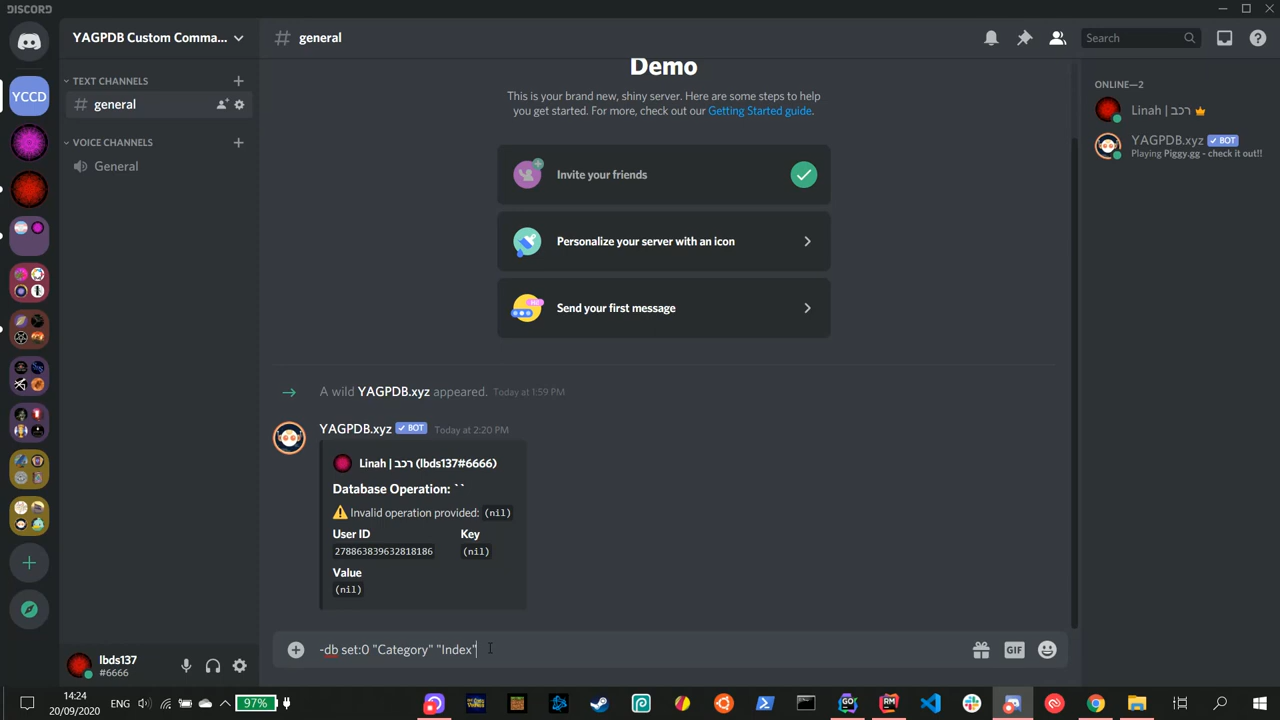 DISCORD
YAGPDB Custom Comma...
general
Search
TEXT CHANNELS
general
VOICE CHANNELS
General
YCCD
Demo
This is your brand new, shiny server. Here are some steps to
help you get started. For more, check out our Getting Started guide.
Invite your friends
Personalize your server with an icon
Send your first message
A wild YAGPDB.xyz appeared. Today at 1:59 PM
YAGPDB.xyz BOT Today at 2:20 PM
Linah | רכב (lbds137#6666)
Database Operation: ``
Invalid operation provided: (nil)
User ID Key
278863839632818186 (nil)
Value
(nil)
-db set:0 "Category" "Index"
GIF
ONLINE—2
Linah | רכב
YAGPDB.xyz BOT
Playing Piggy.gg - check it out!!
lbds137
#6666
14:24
20/09/2020
ENG
97%